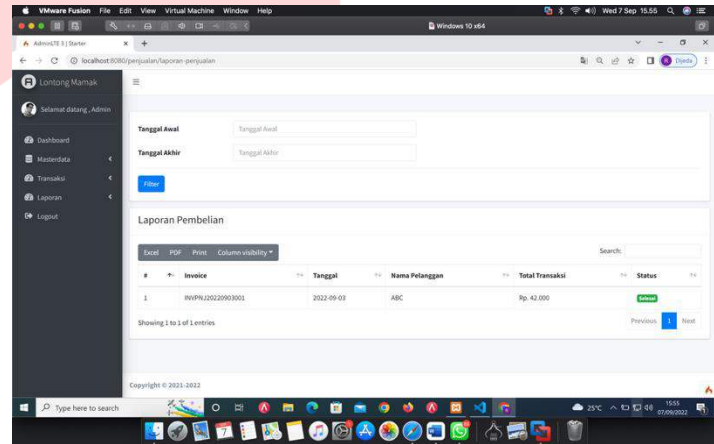 VMware Fusion File Edit View Virtual Machine Window Help Wed 7 Sep 15.55
Windows 10 x64
AdminLTE 3 | Starter
localhost:8080/perjualan/laporan-penjualan
Dijeda
Lontong Mamak
Selamat datang , Admin
Dashboard
Masterdata
Transaksi
Laporan
Logout
Tanggal Awal Tanggal Awal
Tanggal Akhir Tanggal Akhir
Filter
Laporan Pembelian
Excel PDF Print Column visibility Search:
# Invoice Tanggal Nama Pelanggan Total Transaksi Status
1 INVPNJ20220903001 2022-09-03 ABC Rp. 42.000 Selesai
Showing 1 to 1 of 1 entries Previous 1 Next
Copyright © 2021-2022
Type here to search 25°C 15:55
07/09/2022